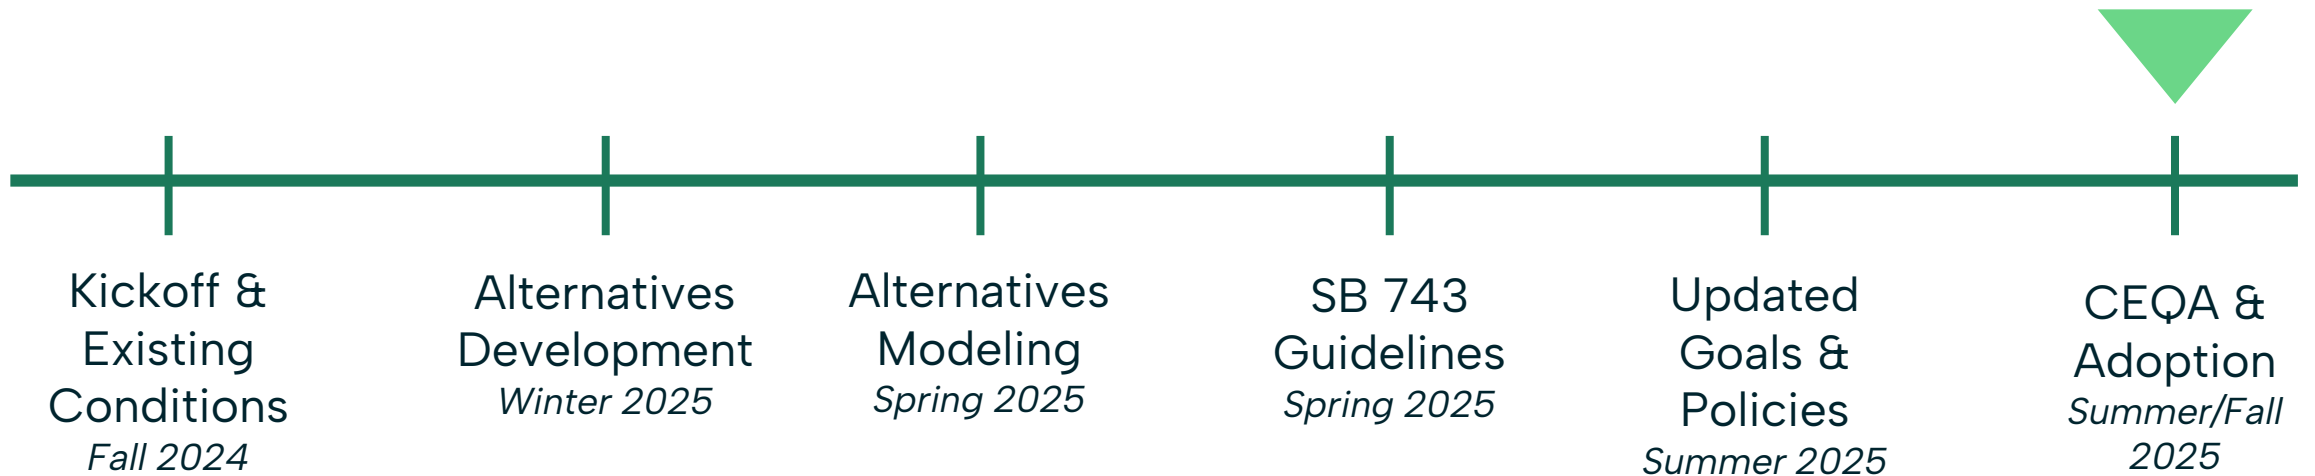 Kickoff &
Existing
Conditions
Fall 2024
Alternatives
Development
Winter 2025
Alternatives
Modeling
Spring 2025
SB 743
Guidelines
Spring 2025
Updated
Goals &
Policies
Summer 2025
CEQA &
Adoption
Summer/Fall
2025